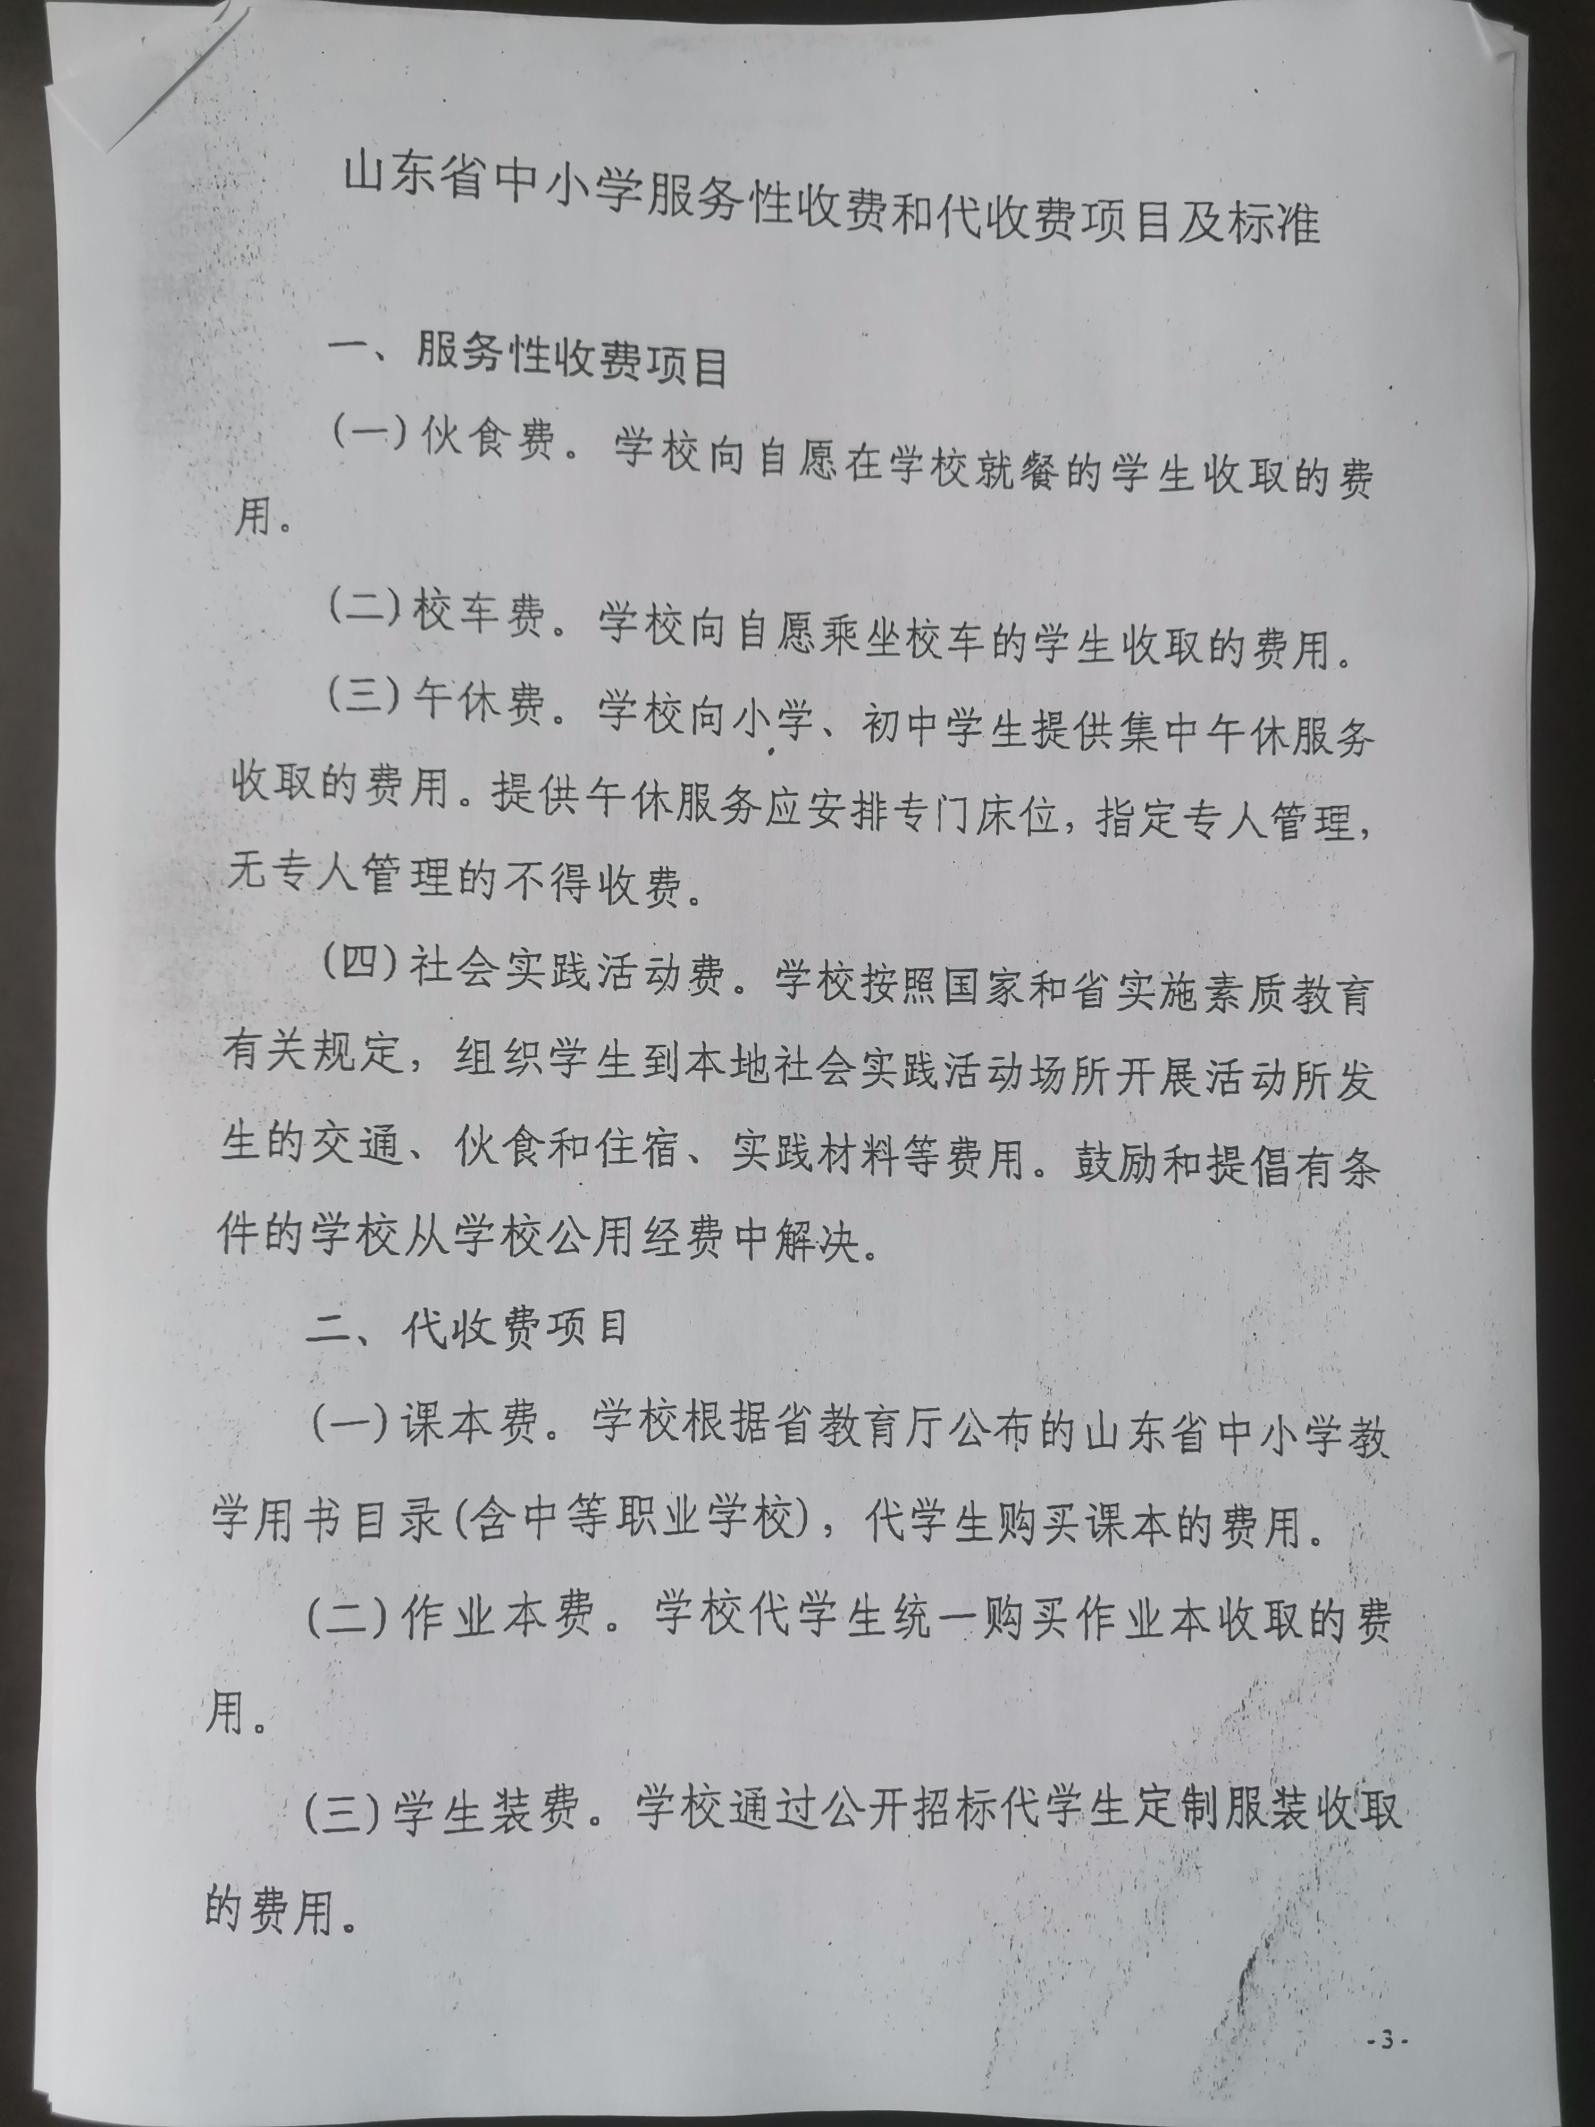 山东省中小学服务性收费和代收费项目及标准
一、服务性收费项目
(一)伙食费。学校向自愿在学校就餐的学生收取的费
用。
(二)校车费。学校向自愿乘坐校车的学生收取的费用。
(三)午休费。学校向小学、初中学生提供集中午休服务
收取的费用。提供午休服务应安排专门床位，指定专人管理，
无专人管理的不得收费。
(四)社会实践活动费。学校按照国家和省实施素质教育
有关规定，组织学生到本地社会实践活动场所开展活动所发
生的交通、伙食和住宿、实践材料等费用。鼓励和提倡有条
件的学校从学校公用经费中解决。
二、代收费项目
(一)课本费。学校根据省教育厅公布的山东省中小学教
学用书目录(含中等职业学校)，代学生购买课本的费用。
(二)作业本费。学校代学生统一购买作业本收取的费
用。
(三)学生装费。学校通过公开招标代学生定制服装收取
的费用。
-3-